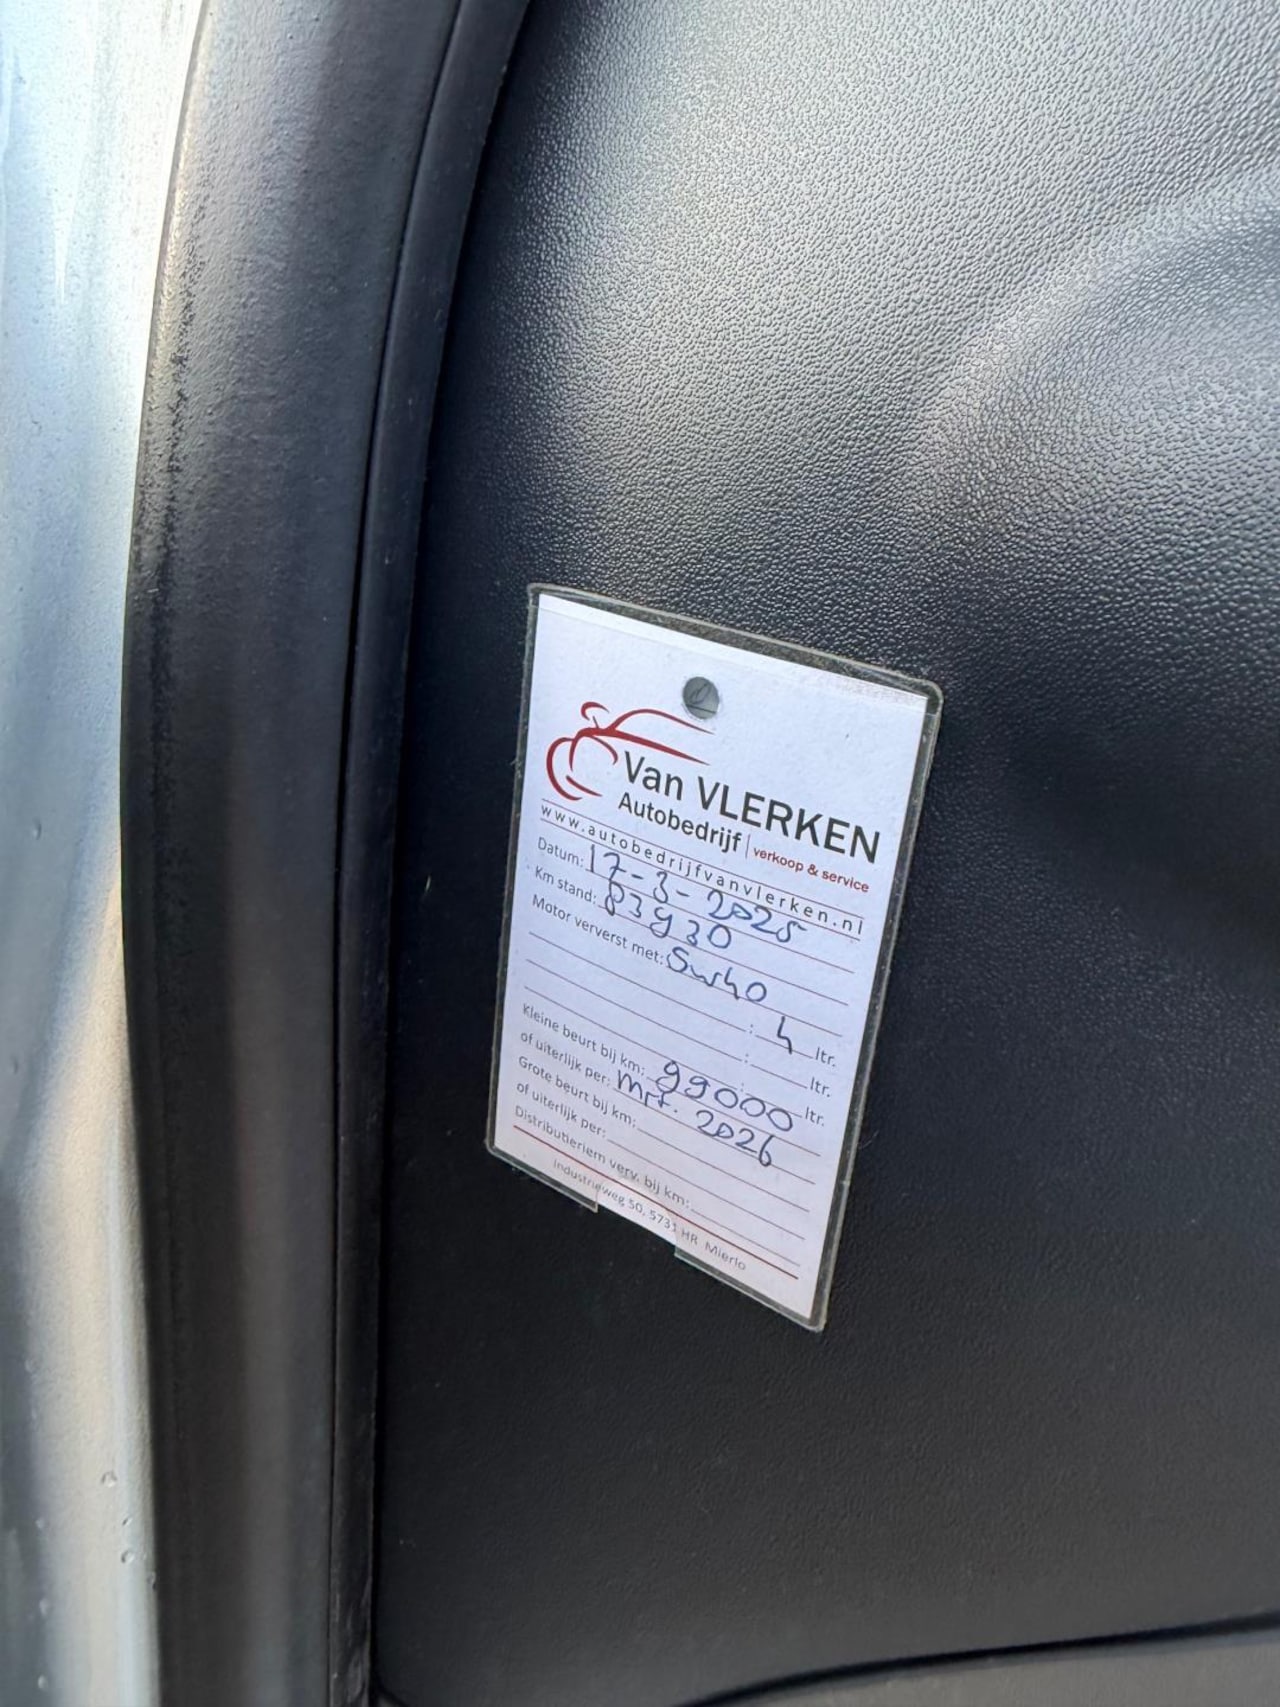 Van VLERKEN
Autobedrijf | verkoop & service
www.autobedrijfvanvlerken.nl
Datum: 17-3-2025
Km stand: 83930
Motor ververst met: 5w40
: 4 ltr.
: ltr.
: ltr.
Kleine beurt bij km: 99000
of uiterlijk per: Mrt. 2026
Grote beurt bij km:
of uiterlijk per:
Distributieriem verv. bij km:
Industrieweg 50, 5731 HR Mierlo